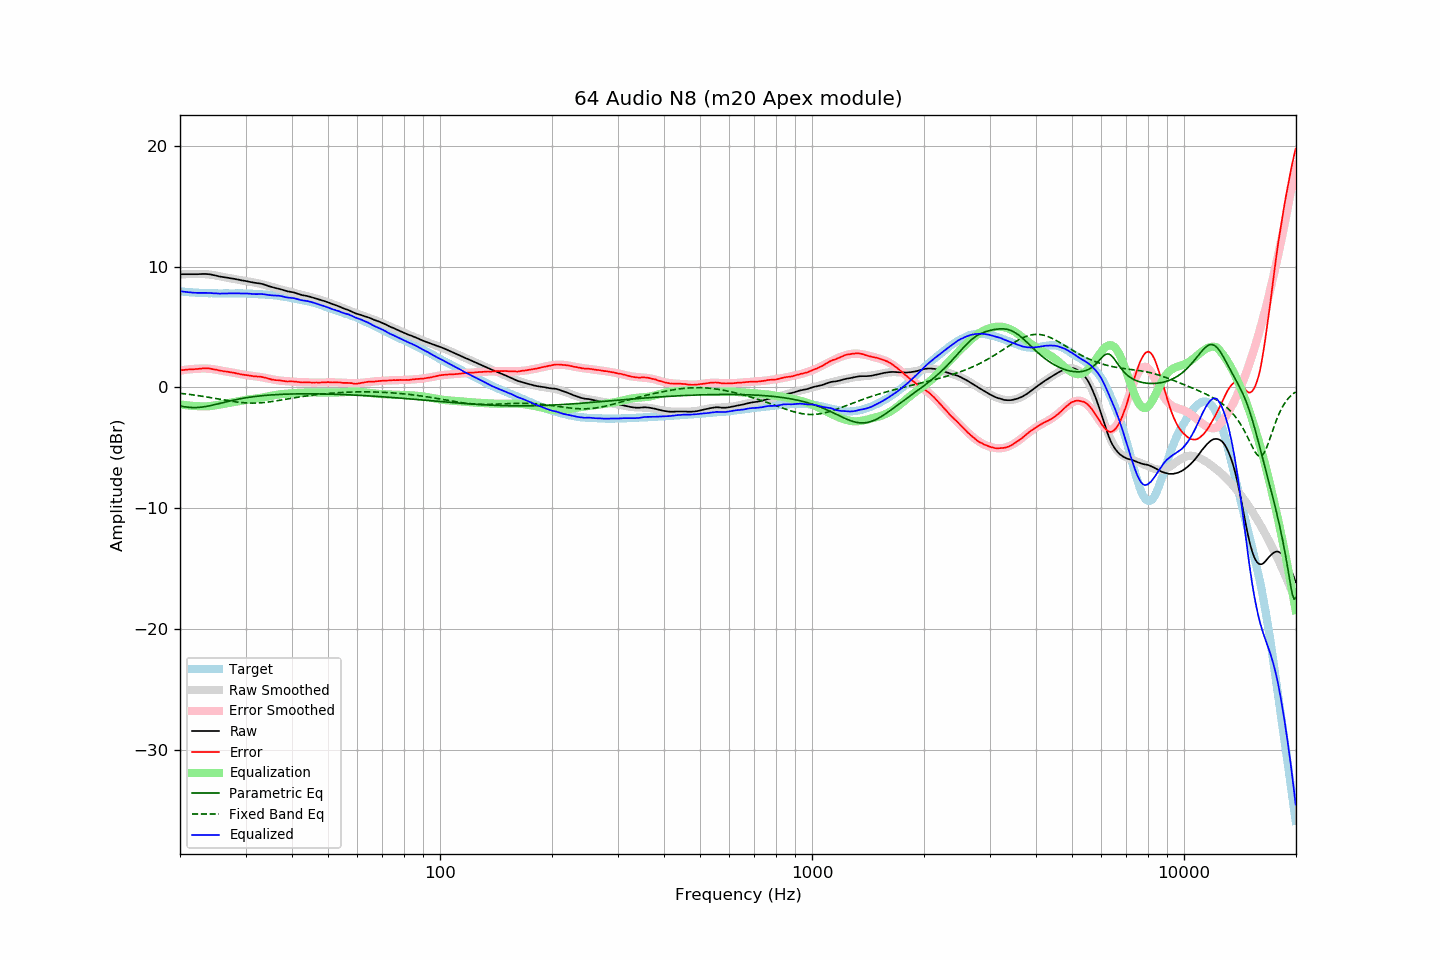 64 Audio N8 (m20 Apex module)
20
10
0
−10
−20
−30
Amplitude (dBr)
Target
Raw Smoothed
Error Smoothed
Raw
Error
Equalization
Parametric Eq
Fixed Band Eq
Equalized
100
1000
10000
Frequency (Hz)